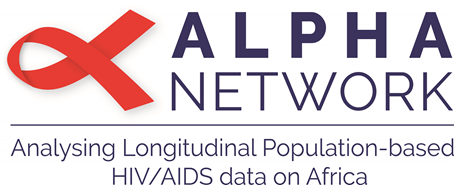 ALPHA
NETWORK
Analysing Longitudinal Population-based
HIV/AIDS data on Africa